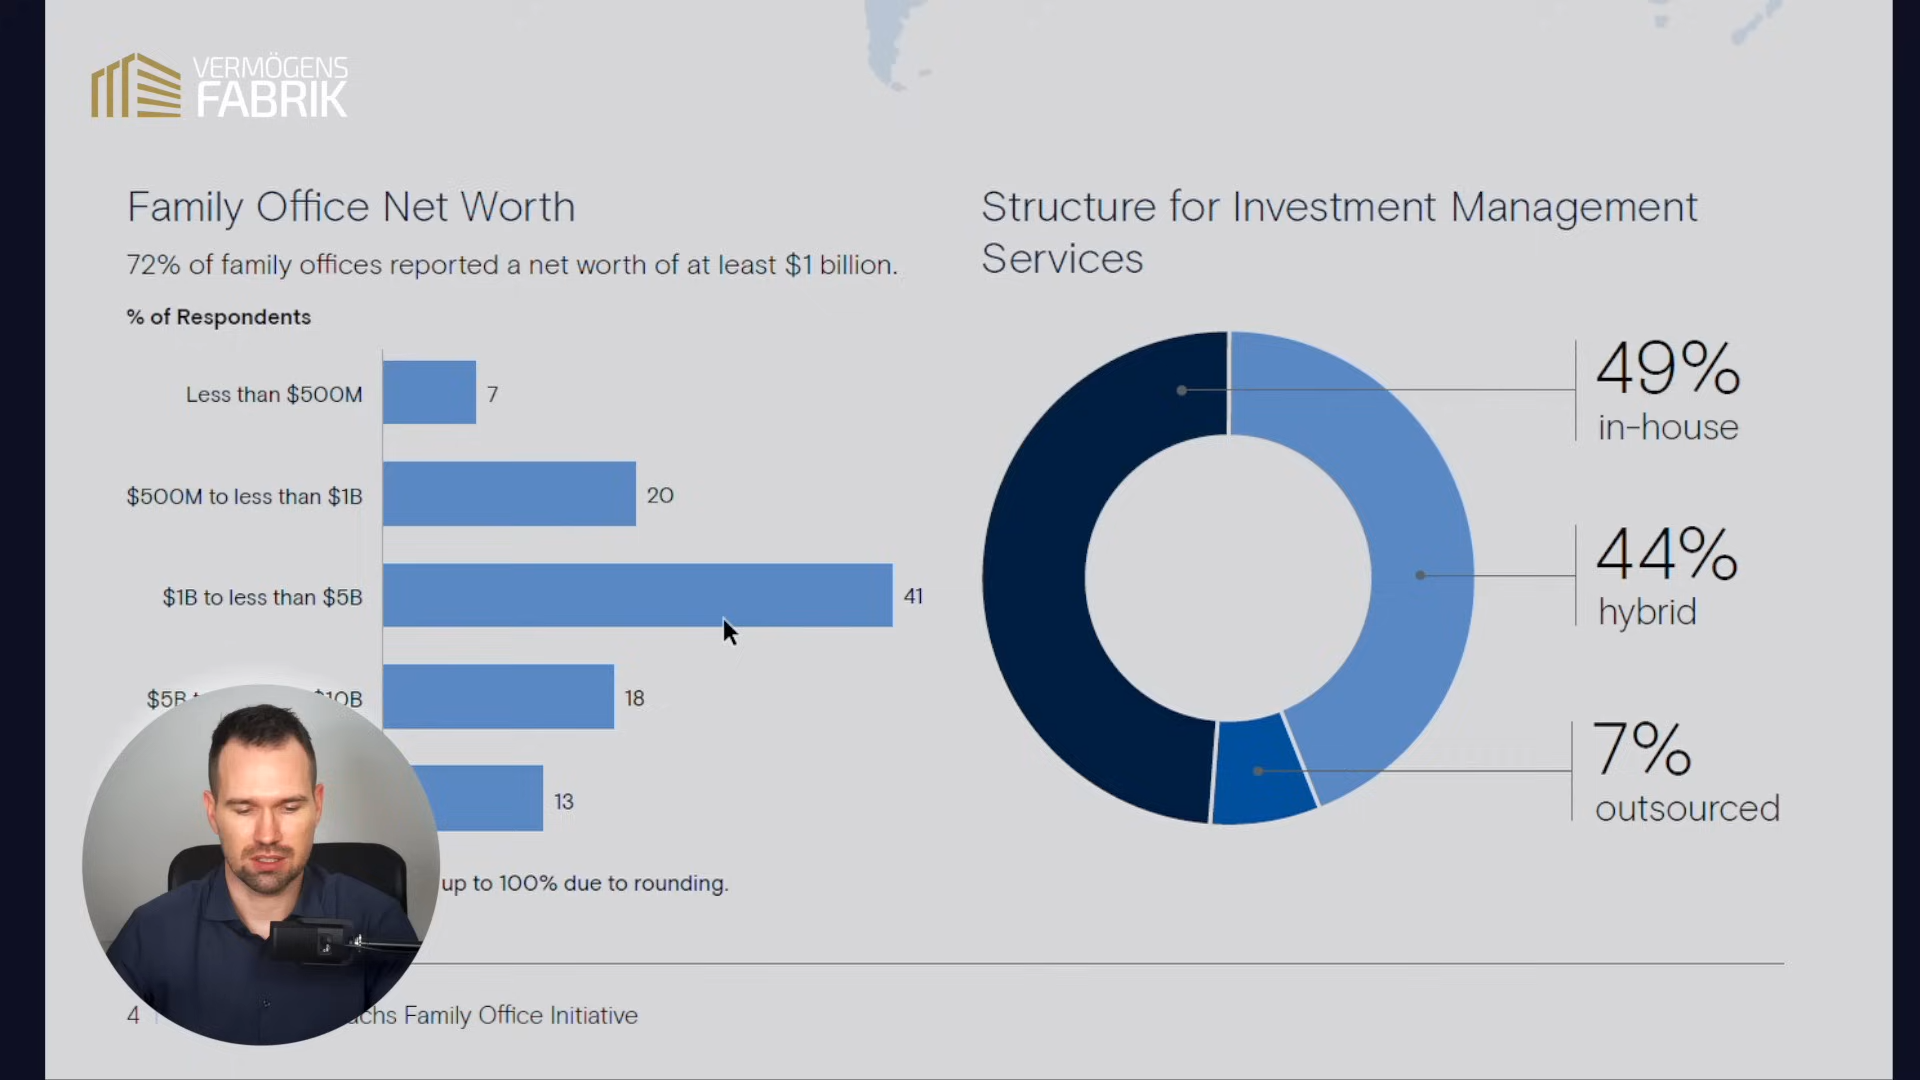 VERMÖGENS
FABRIK
Family Office Net Worth
72% of family offices reported a net worth of at least $1 billion.
% of Respondents
Less than $500M 7
$500M to less than $1B 20
$1B to less than $5B 41
$5B $10B 18
13
up to 100% due to rounding.
Structure for Investment Management
Services
49%
in-house
44%
hybrid
7%
outsourced
4 Family Office Initiative